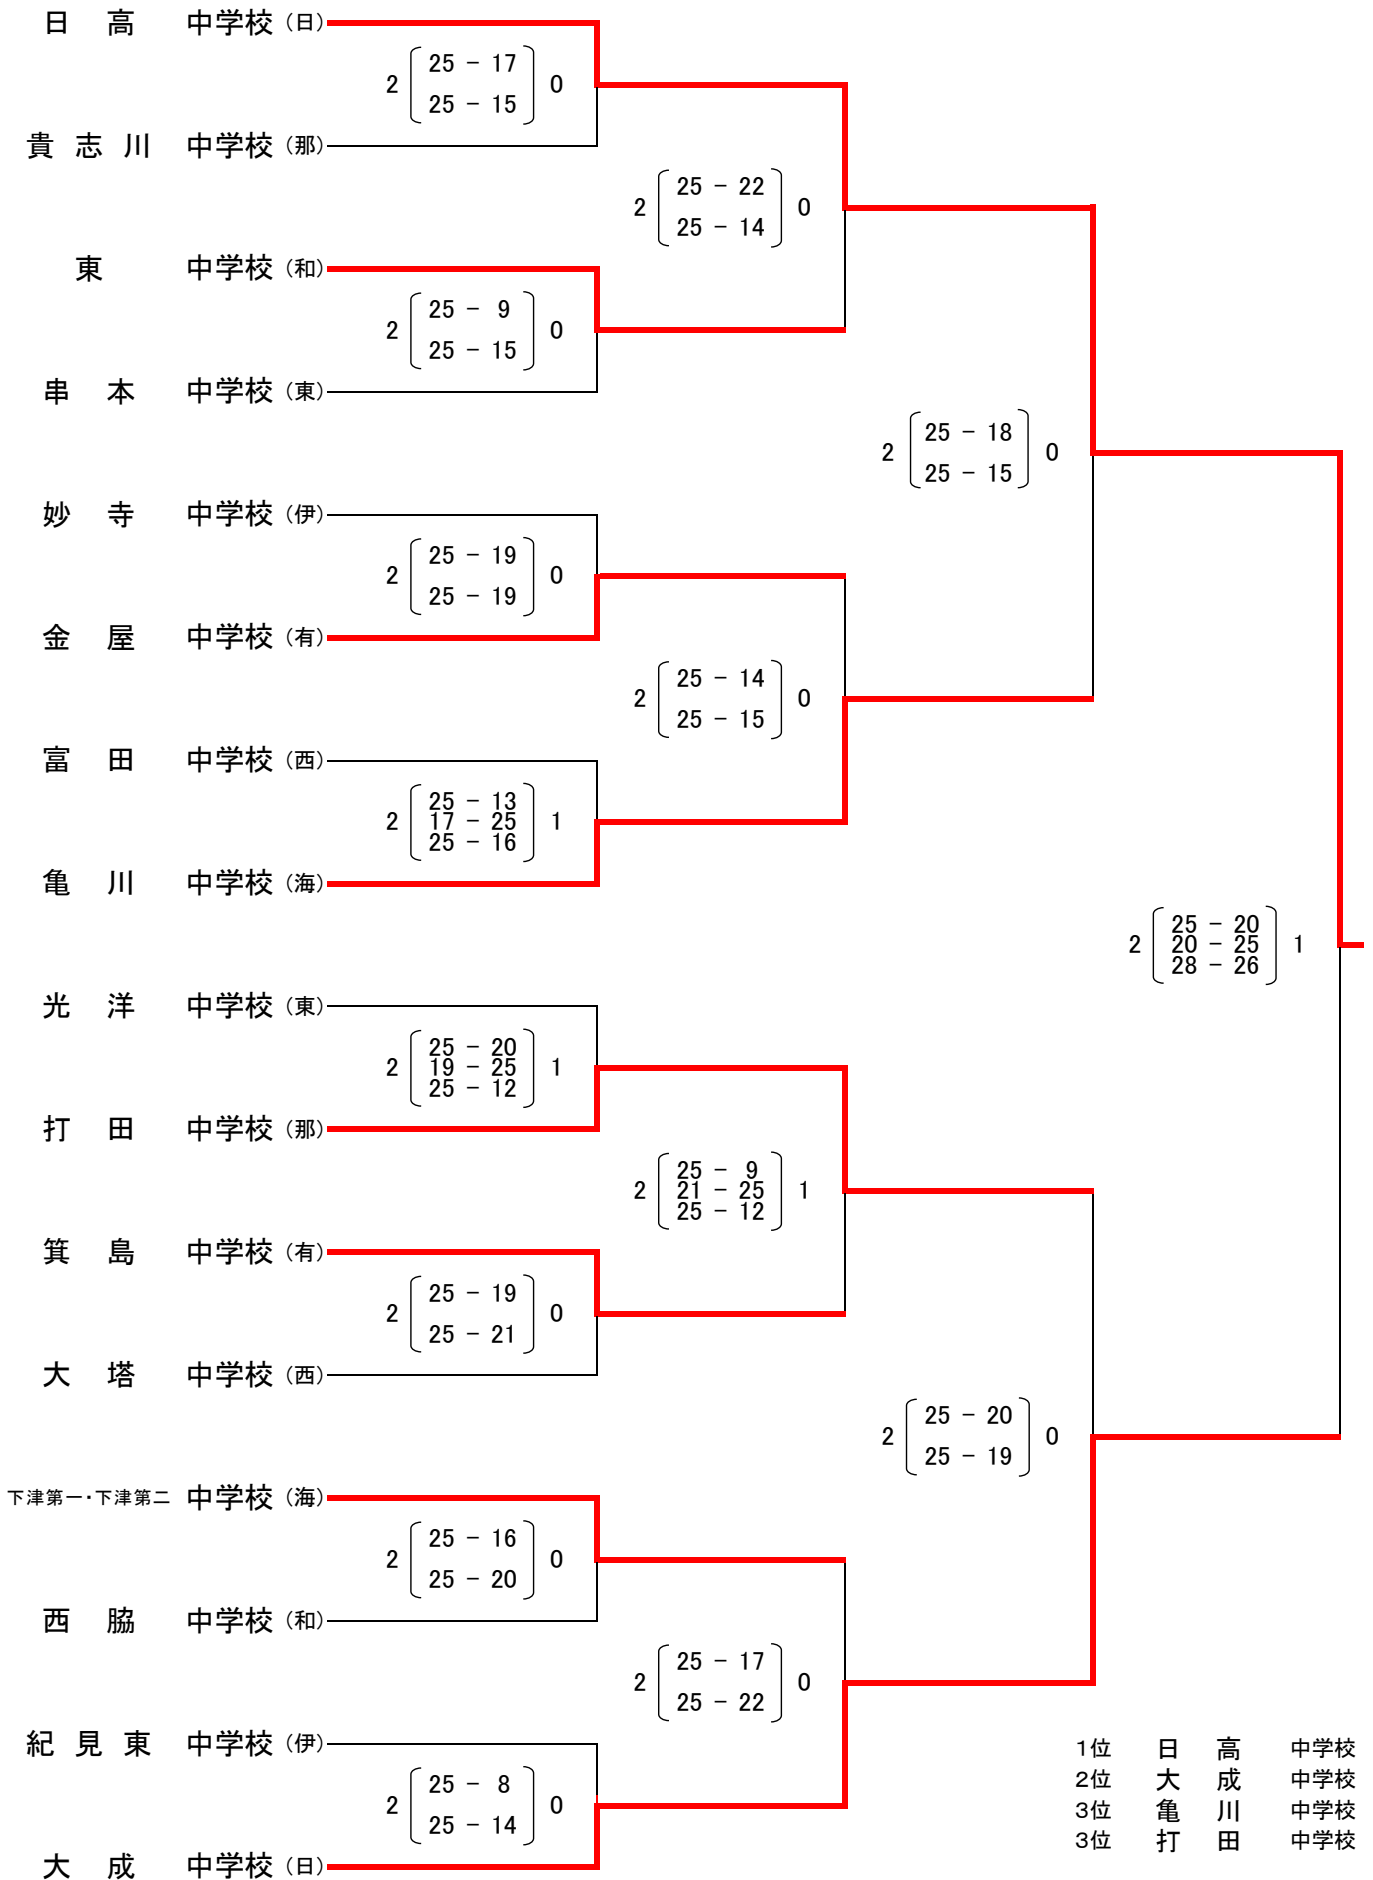 日高 中学校 （日）
2 25 － 17 0
25 － 15
貴志川 中学校 （那）
2 25 － 22 0
25 － 14
東 中学校 （和）
2 25 － 9 0
25 － 15
串本 中学校 （東）
2 25 － 18 0
25 － 15
妙寺 中学校 （伊）
2 25 － 19 0
25 － 19
金屋 中学校 （有）
2 25 － 14 0
25 － 15
富田 中学校 （西）
25 － 13
2 17 － 25 1
25 － 16
亀川 中学校 （海）
25 － 20
2 20 － 25 1
28 － 26
光洋 中学校 （東）
25 － 20
2 19 － 25 1
25 － 12
打田 中学校 （那）
25 － 9
2 21 － 25 1
25 － 12
箕島 中学校 （有）
2 25 － 19 0
25 － 21
大塔 中学校 （西）
2 25 － 20 0
25 － 19
下津第一・下津第二 中学校 （海）
2 25 － 16 0
25 － 20
西脇 中学校 （和）
2 25 － 17 0
25 － 22
紀見東 中学校 （伊）
2 25 － 8 0
25 － 14
大成 中学校 （日）
1位 日高 中学校
2位 大成 中学校
3位 亀川 中学校
3位 打田 中学校